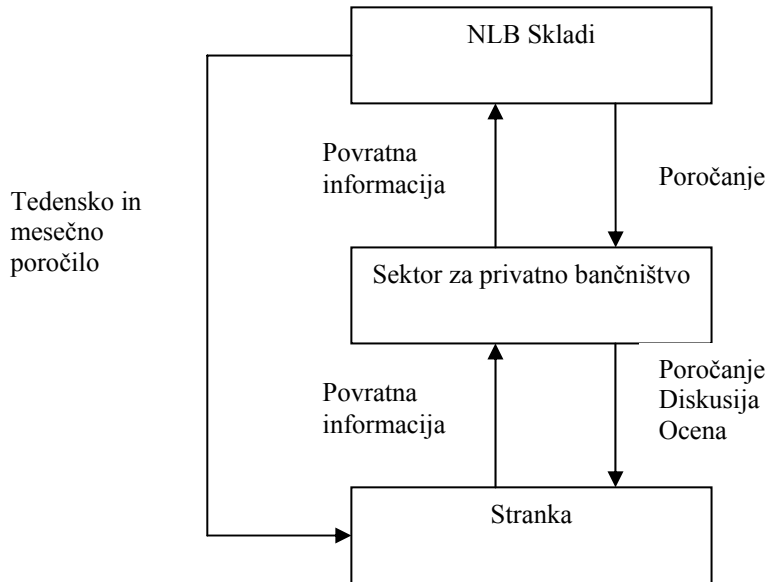 NLB Skladi
Povratna
informacija
Poročanje
Tedensko in
mesečno
poročilo
Sektor za privatno bančništvo
Povratna
informacija
Poročanje
Diskusija
Ocena
Stranka